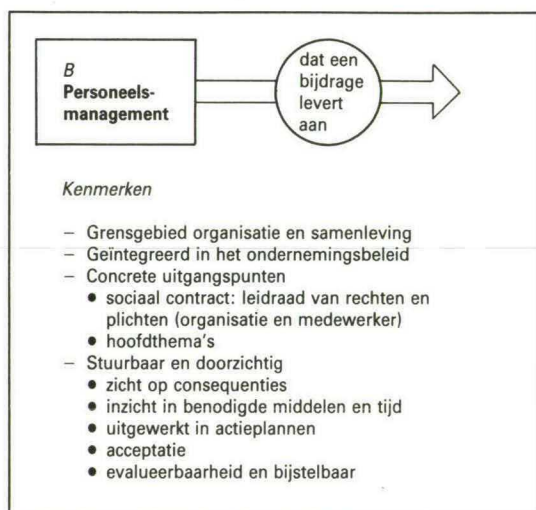 B
Personeels-
management
dat een
bijdrage
levert
aan
Kenmerken
– Grensgebied organisatie en samenleving
– Geïntegreerd in het ondernemingsbeleid
– Concrete uitgangspunten
• sociaal contract: leidraad van rechten en
plichten (organisatie en medewerker)
• hoofdthema's
– Stuurbaar en doorzichtig
• zicht op consequenties
• inzicht in benodigde middelen en tijd
• uitgewerkt in actieplannen
• acceptatie
• evalueerbaarheid en bijstelbaar